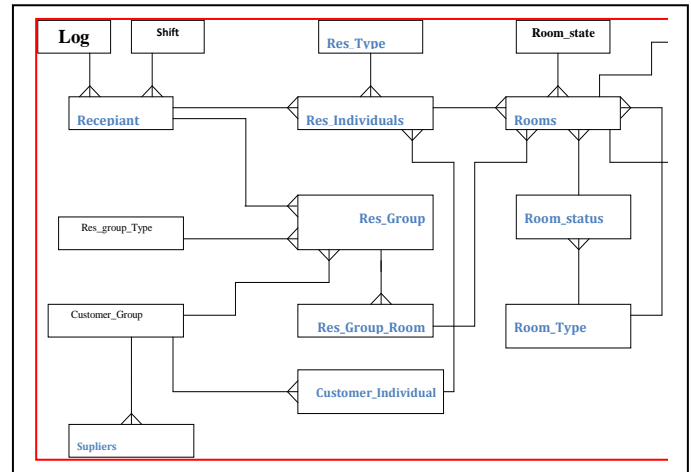 Log
Shift
Res_Type
Room_state
Recepiant
Res_Individuals
Rooms
Res_Group
Room_status
Res_group_Type
Customer_Group
Res_Group_Room
Room_Type
Customer_Individual
Supliers